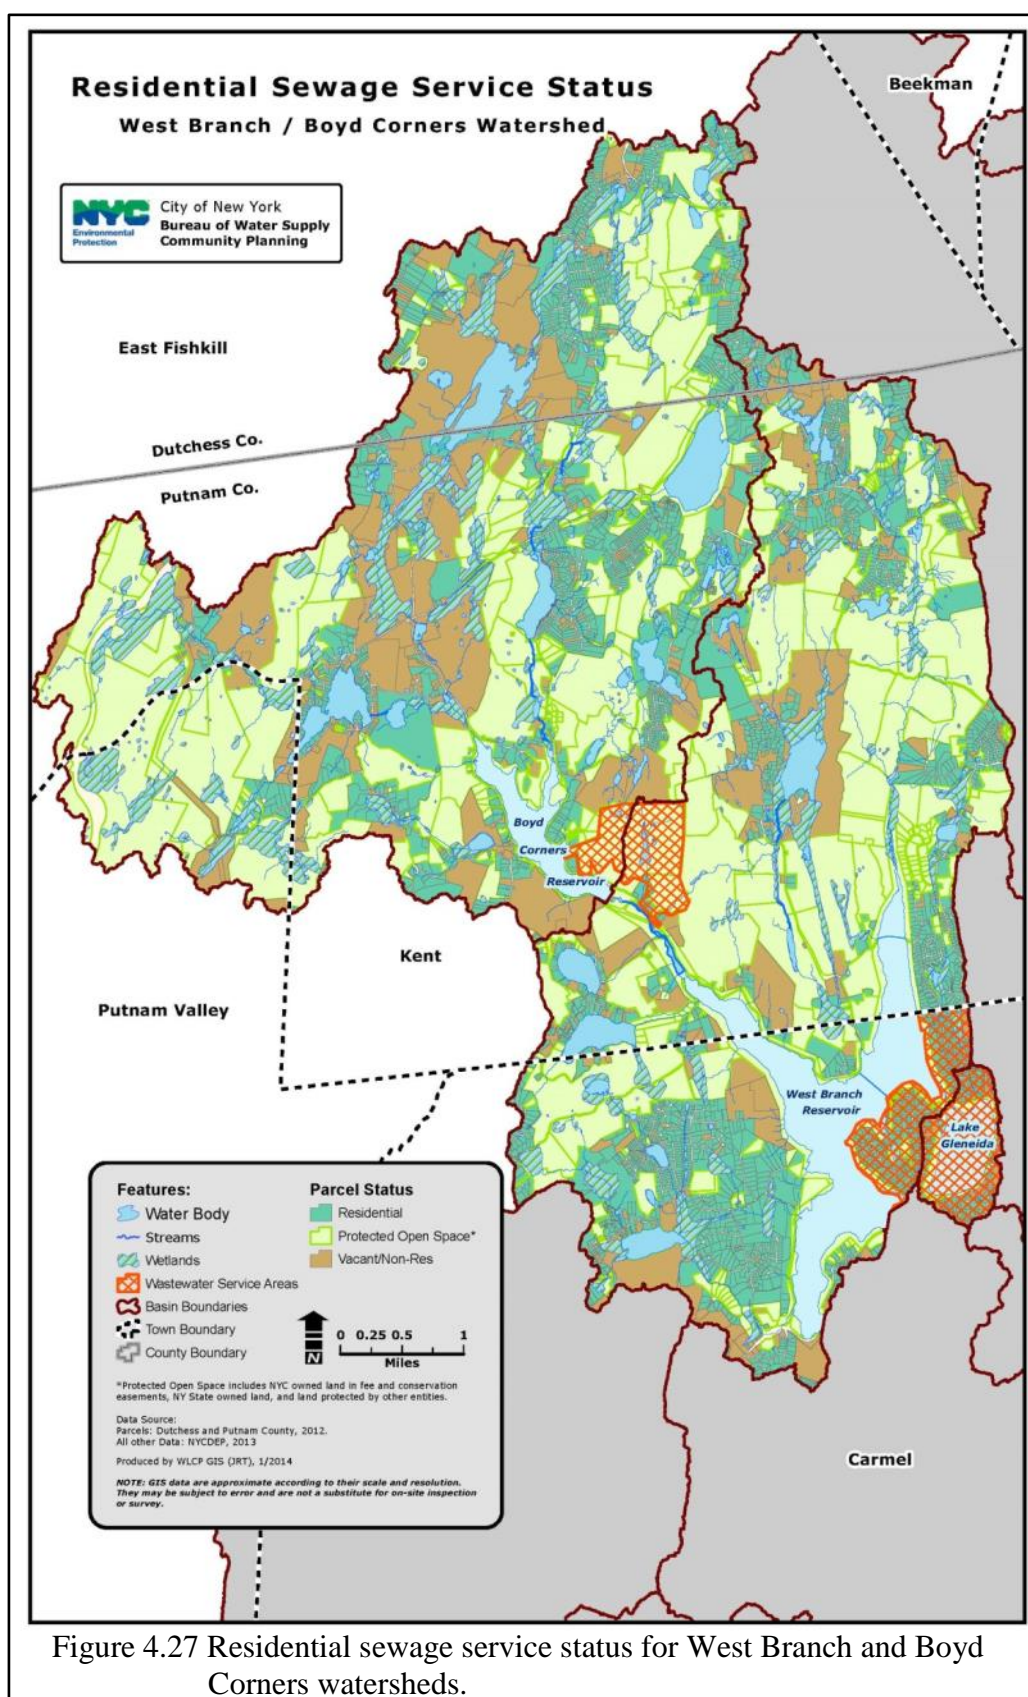 Residential Sewage Service Status
West Branch / Boyd Corners Watershed
NYC
Environmental
Protection
City of New York
Bureau of Water Supply
Community Planning
Beekman
East Fishkill
Dutchess Co.
Putnam Co.
Boyd
Corners
Reservoir
Kent
Putnam Valley
West Branch
Reservoir
Lake
Gleneida
Carmel
Features:
Water Body
Streams
Wetlands
Wastewater Service Areas
Basin Boundaries
Town Boundary
County Boundary
Parcel Status
Residential
Protected Open Space*
Vacant/Non-Res
N
0 0.25 0.5 1
Miles
*Protected Open Space includes NYC owned land in fee and conservation
easements, NY State owned land, and land protected by other entities.
Data Source:
Parcels: Dutchess and Putnam County, 2012.
All other Data: NYCDEP, 2013
Produced by WLCP GIS (JRT), 1/2014
NOTE: GIS data are approximate according to their scale and resolution.
They may be subject to error and are not a substitute for on-site inspection
or survey.
Figure 4.27 Residential sewage service status for West Branch and Boyd
Corners watersheds.